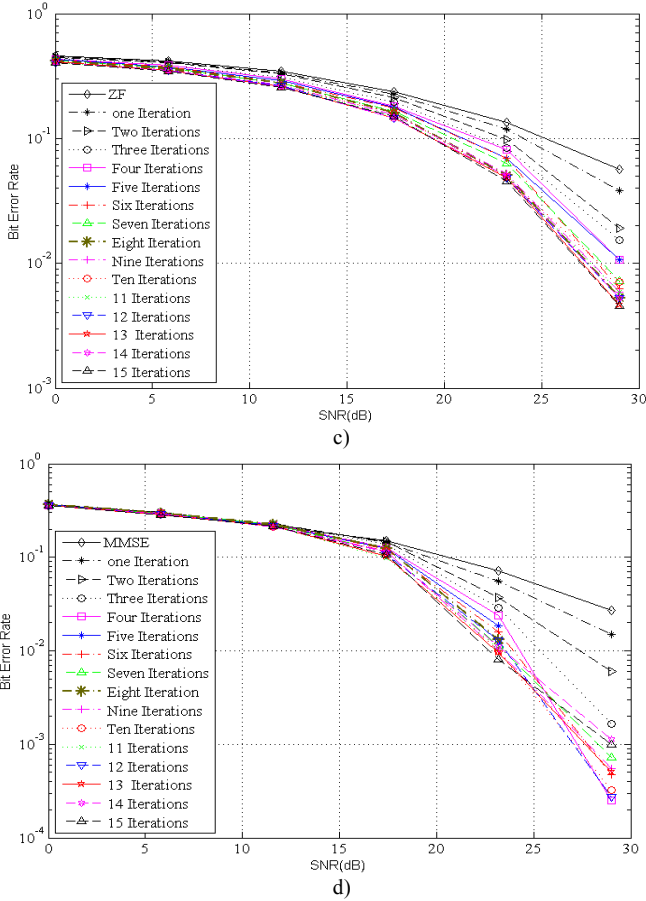 10^0
10^-1
10^-2
10^-3
Bit Error Rate
ZF
one Iteration
Two Iterations
Three Iterations
Four Iterations
Five Iterations
Six Iterations
Seven Iterations
Eight Iteration
Nine Iterations
Ten Iterations
11 Iterations
12 Iterations
13 Iterations
14 Iterations
15 Iterations
0 5 10 15 20 25 30
SNR(dB)
c)
10^0
10^-1
10^-2
10^-3
10^-4
Bit Error Rate
MMSE
one Iteration
Two Iterations
Three Iterations
Four Iterations
Five Iterations
Six Iterations
Seven Iterations
Eight Iteration
Nine Iterations
Ten Iterations
11 Iterations
12 Iterations
13 Iterations
14 Iterations
15 Iterations
0 5 10 15 20 25 30
SNR(dB)
d)